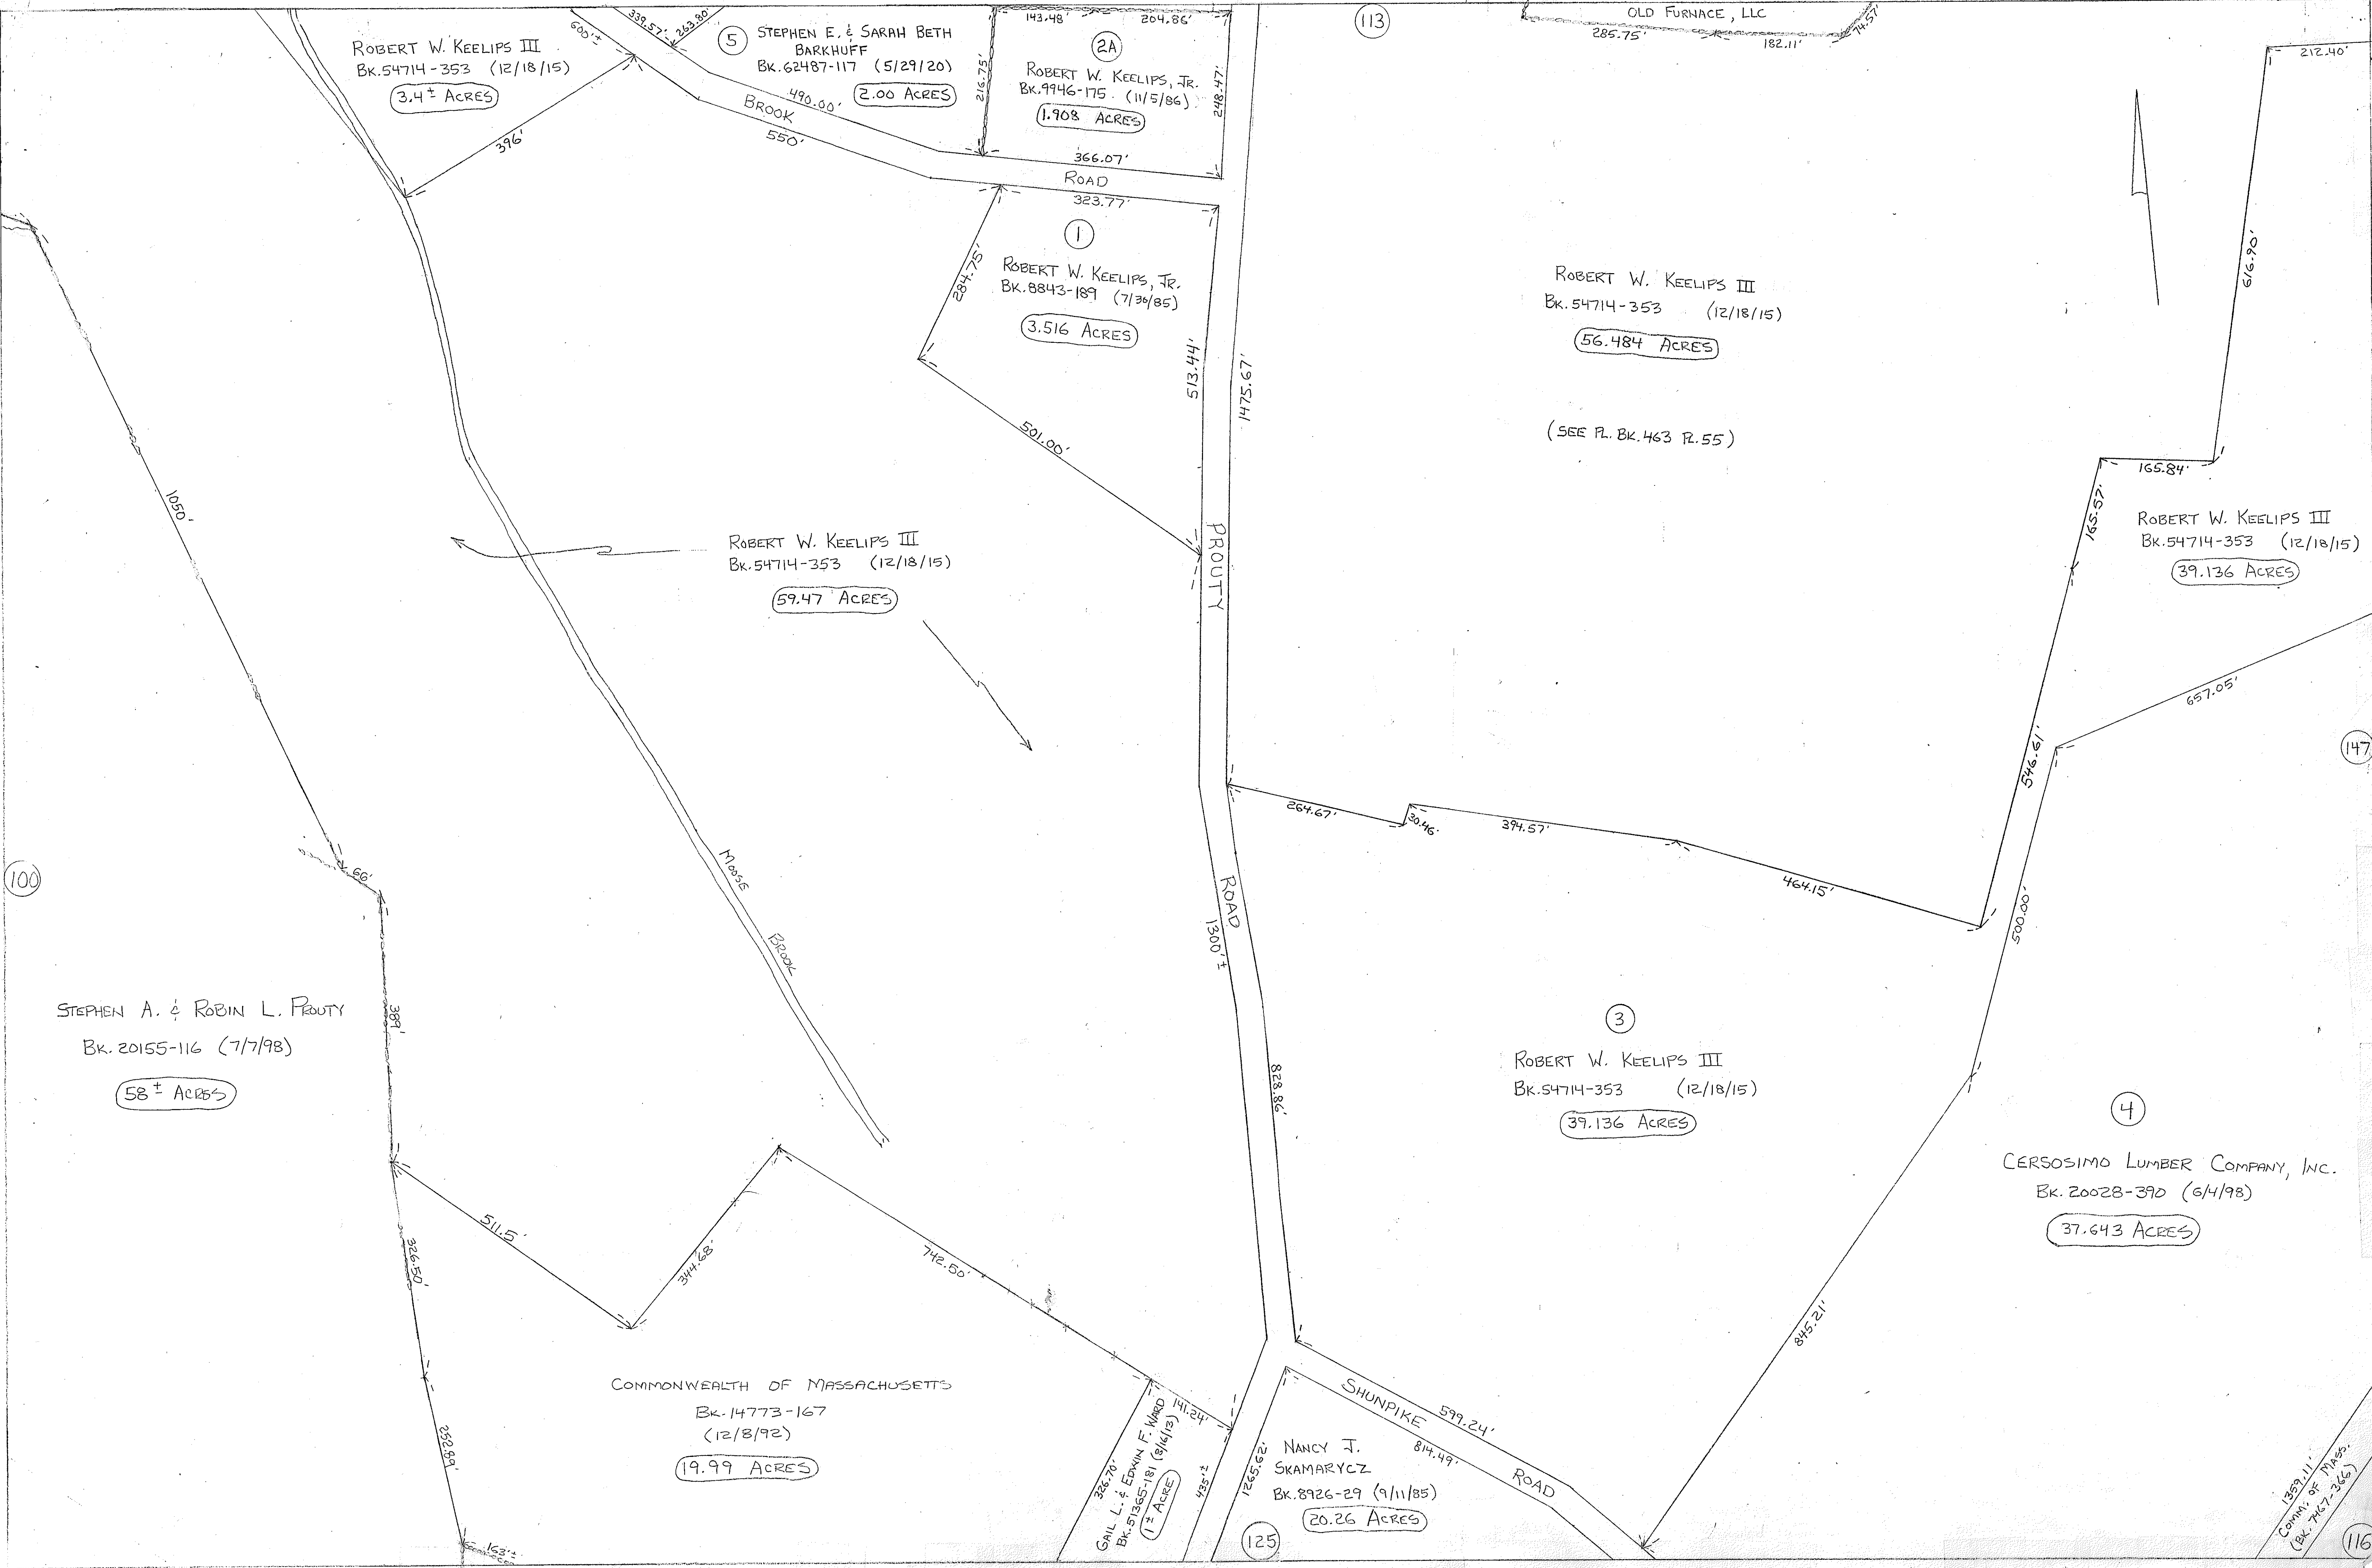 ROBERT W. KEELIPS III
BK. 54714-353 (12/18/15)
3.4± ACRES
396'
600'±
339.57'
263.80'
5
STEPHEN E. & SARAH BETH
BARKHUFF
BK. 62487-117 (5/29/20)
2.00 ACRES
490.00'
BROOK
550'
143.48'
204.86'
216.75'
2A
ROBERT W. KEELIPS, JR.
BK. 9946-175 (11/5/86)
1.908 ACRES
248.47'
366.07'
ROAD
323.77'
113
OLD FURNACE, LLC
285.75'
182.11'
74.57'
212.40'
616.90'
1
ROBERT W. KEELIPS, JR.
BK. 8843-189 (7/30/85)
3.516 ACRES
284.75'
513.44'
501.00'
1475.67'
ROBERT W. KEELIPS III
BK. 54714-353 (12/18/15)
56.484 ACRES
(SEE PL. BK. 463 PL. 55)
165.84'
165.57'
ROBERT W. KEELIPS III
BK. 54714-353 (12/18/15)
39.136 ACRES
1050'
ROBERT W. KEELIPS III
BK. 54714-353 (12/18/15)
59.47 ACRES
PROUTY
657.05'
147
546.61'
264.67'
30.46'
394.57'
464.15'
500.00'
100
66'
MOOSE
BROOK
ROAD
1300'±
389'
STEPHEN A. & ROBIN L. PROUTY
BK. 20155-116 (7/7/98)
58± ACRES
828.86'
3
ROBERT W. KEELIPS III
BK. 54714-353 (12/18/15)
39.136 ACRES
4
CERSOSIMO LUMBER COMPANY, INC.
BK. 20028-390 (6/4/98)
37.643 ACRES
511.5'
326.50'
344.68'
742.50'
845.21'
COMMONWEALTH OF MASSACHUSETTS
BK. 14773-167
(12/8/92)
19.99 ACRES
252.89'
163'±
141.24'
326.70'
GAIL L. & EDWIN F. WARD
BK. 51365-181 (8/16/13)
1± ACRE
435'±
1265.62'
SHUNPIKE
599.24'
814.49'
ROAD
NANCY J.
SKAMARYCZ
BK. 8926-29 (9/11/85)
20.26 ACRES
125
1359.11'
COMM. OF MASS.
(BK. 7467-366)
116